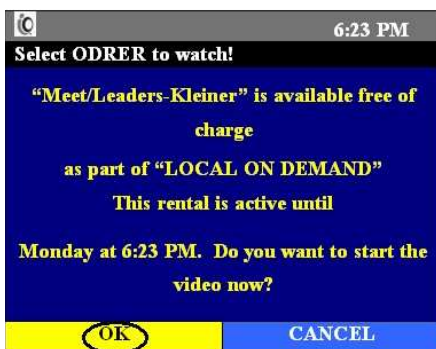 iO 6:23 PM
Select ODRER to watch!
“Meet/Leaders-Kleiner” is available free of
charge
as part of “LOCAL ON DEMAND”
This rental is active until
Monday at 6:23 PM. Do you want to start the
video now?
OK CANCEL